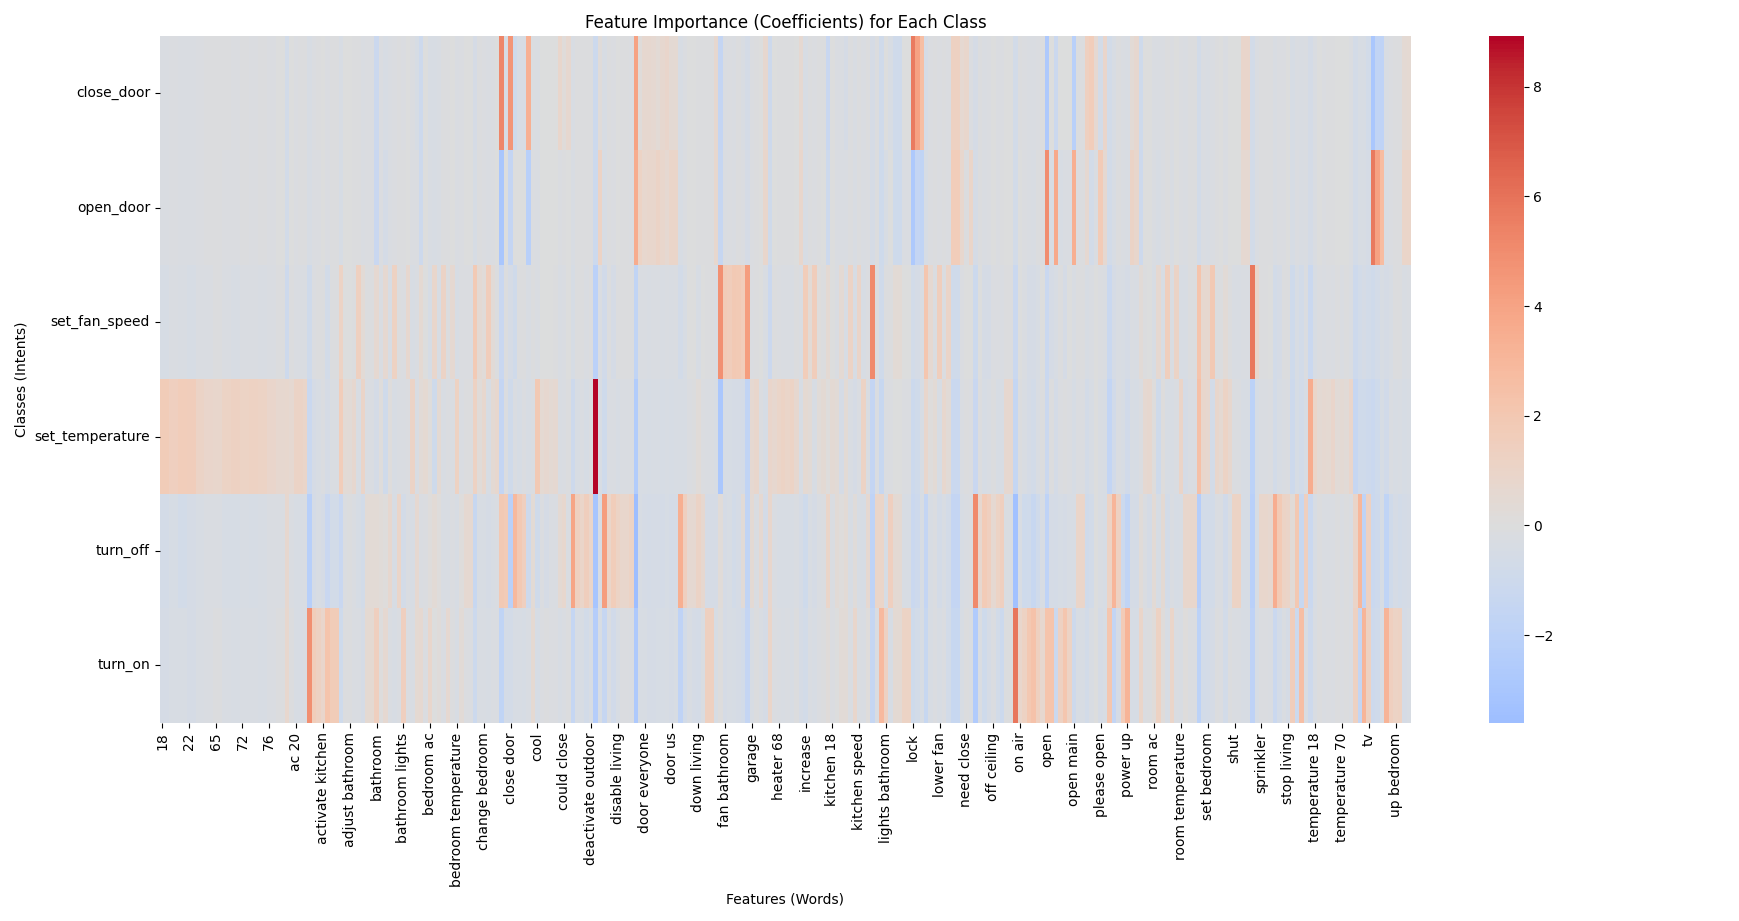 Feature Importance (Coefficients) for Each Class
Classes (Intents)
close_door
open_door
set_fan_speed
set_temperature
turn_off
turn_on
18
22
65
72
76
ac 20
activate kitchen
adjust bathroom
bathroom
bathroom lights
bedroom ac
bedroom temperature
change bedroom
close door
cool
could close
deactivate outdoor
disable living
door everyone
door us
down living
fan bathroom
garage
heater 68
increase
kitchen 18
kitchen speed
lights bathroom
lock
lower fan
need close
off ceiling
on air
open
open main
please open
power up
room ac
room temperature
set bedroom
shut
sprinkler
stop living
temperature 18
temperature 70
tv
up bedroom
Features (Words)
8
6
4
2
0
−2